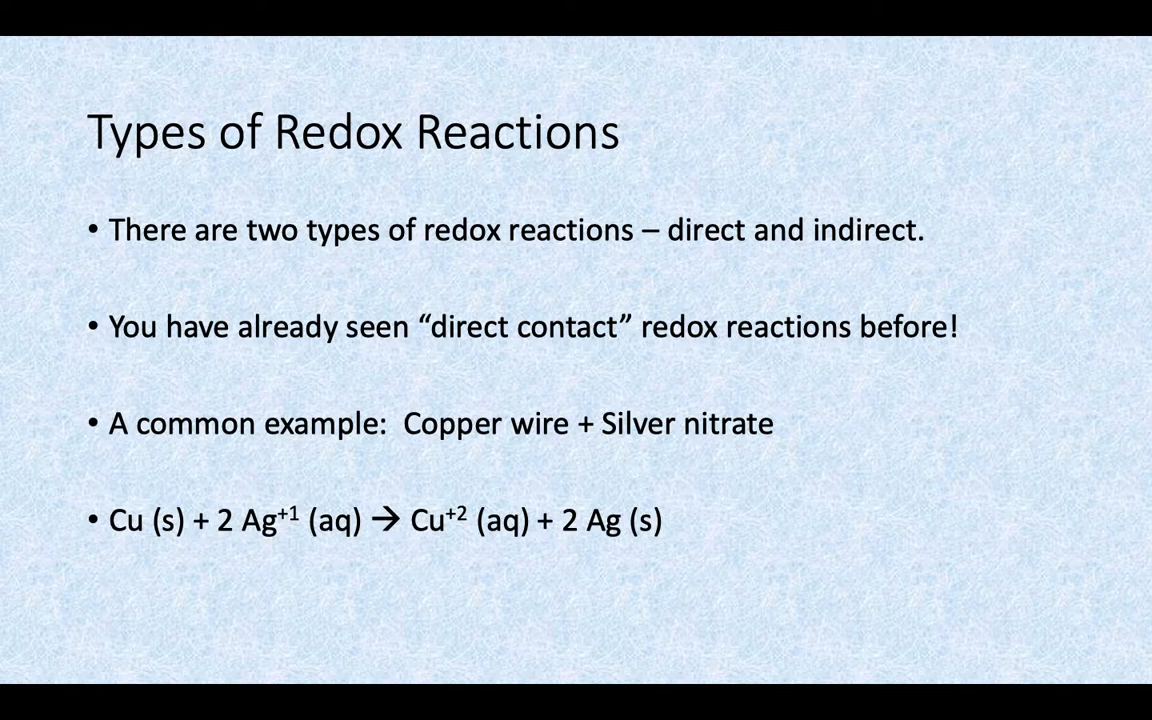 Types of Redox Reactions
• There are two types of redox reactions – direct and indirect.
• You have already seen “direct contact” redox reactions before!
• A common example:  Copper wire + Silver nitrate
• Cu (s) + 2 Ag⁺¹ (aq) → Cu⁺² (aq) + 2 Ag (s)